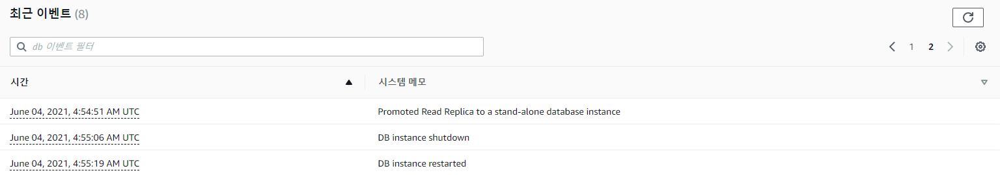 최근 이벤트 (8)
db 이벤트 필터
1 2
시간 시스템 메모
June 04, 2021, 4:54:51 AM UTC Promoted Read Replica to a stand-alone database instance
June 04, 2021, 4:55:06 AM UTC DB instance shutdown
June 04, 2021, 4:55:19 AM UTC DB instance restarted